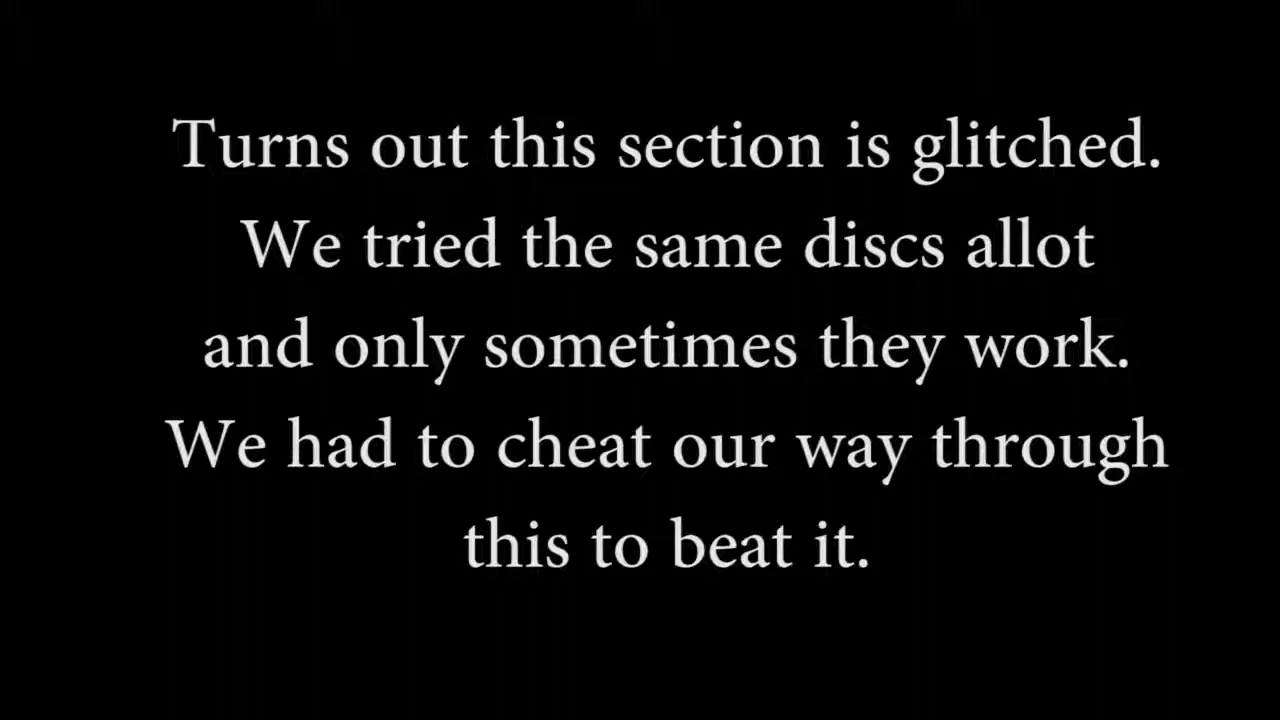 Turns out this section is glitched.
We tried the same discs allot
and only sometimes they work.
We had to cheat our way through
this to beat it.